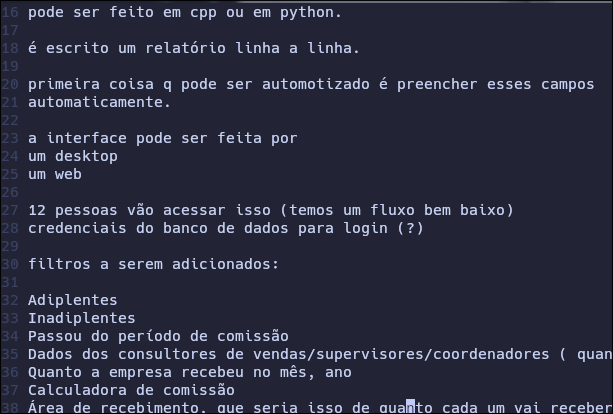 16 pode ser feito em cpp ou em python.
17
18 é escrito um relatório linha a linha.
19
20 primeira coisa q pode ser automotizado é preencher esses campos
21 automaticamente.
22
23 a interface pode ser feita por
24 um desktop
25 um web
26
27 12 pessoas vão acessar isso (temos um fluxo bem baixo)
28 credenciais do banco de dados para login (?)
29
30 filtros a serem adicionados:
31
32 Adiplentes
33 Inadiplentes
34 Passou do período de comissão
35 Dados dos consultores de vendas/supervisores/coordenadores ( quan
36 Quanto a empresa recebeu no mês, ano
37 Calculadora de comissão
38 Área de recebimento. que seria isso de quanto cada um vai receber